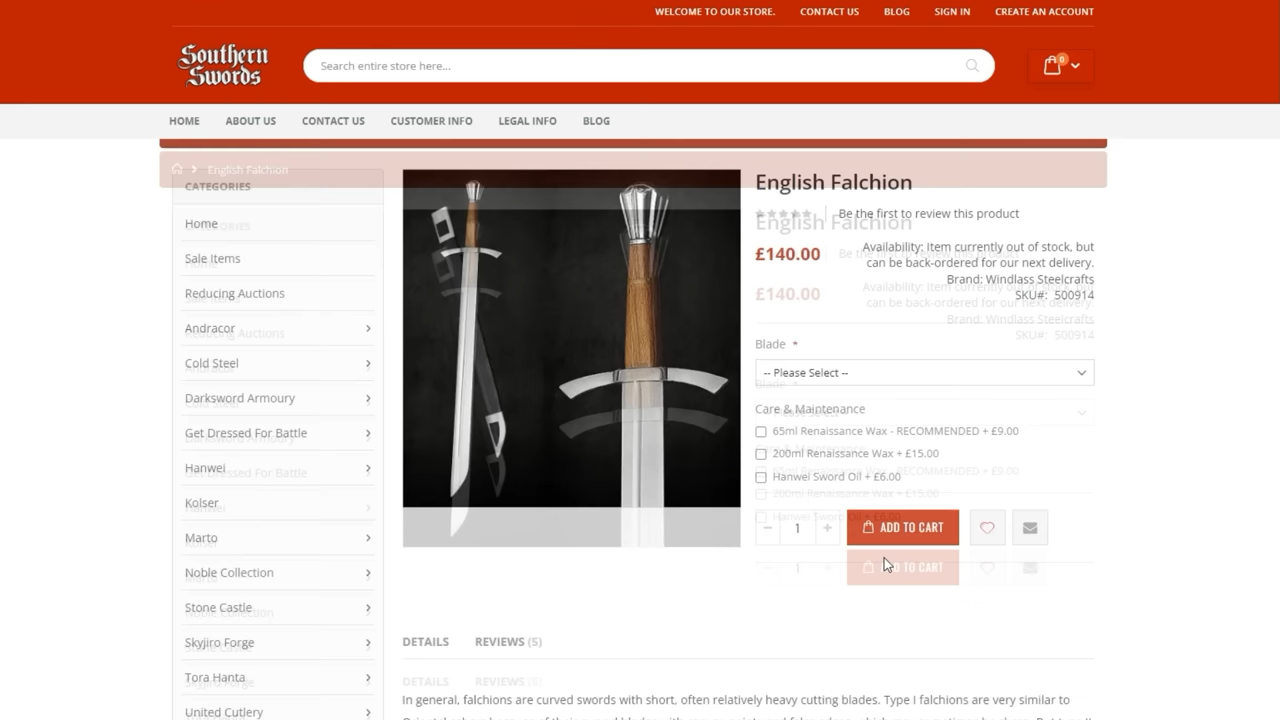 WELCOME TO OUR STORE. CONTACT US BLOG SIGN IN CREATE AN ACCOUNT
Southern
Swords
Search entire store here...
0
HOME ABOUT US CONTACT US CUSTOMER INFO LEGAL INFO BLOG
English Falchion
CATEGORIES
Home
Sale Items
Reducing Auctions
Andracor
Cold Steel
Darksword Armoury
Get Dressed For Battle
Hanwei
Kolser
Marto
Noble Collection
Stone Castle
Skyjiro Forge
Tora Hanta
United Cutlery
English Falchion
Be the first to review this product
£140.00
Availability: Item currently out of stock, but
can be back-ordered for our next delivery.
Brand: Windlass Steelcrafts
SKU#: 500914
Blade *
-- Please Select --
Care & Maintenance
65ml Renaissance Wax - RECOMMENDED + £9.00
200ml Renaissance Wax + £15.00
Hanwei Sword Oil + £6.00
1 ADD TO CART
DETAILS REVIEWS (5)
In general, falchions are curved swords with short, often relatively heavy cutting blades. Type I falchions are very similar to